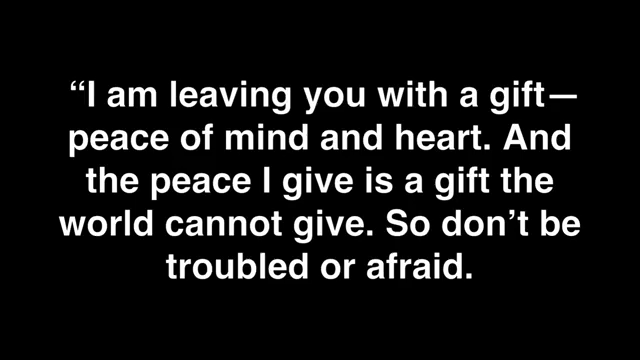 “I am leaving you with a gift—
peace of mind and heart. And
the peace I give is a gift the
world cannot give. So don’t be
troubled or afraid.